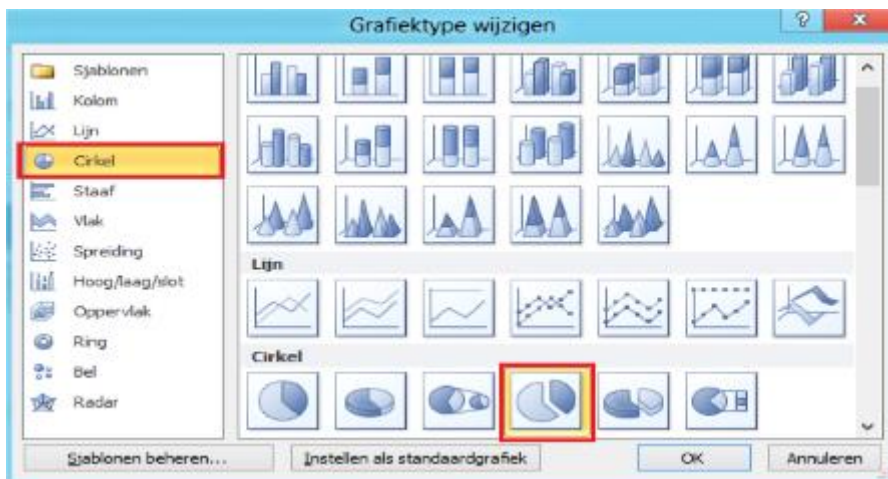 Grafiektype wijzigen
Sjablonen
Kolom
Lijn
Cirkel
Staaf
Vlak
Spreiding
Hoog/laag/slot
Oppervlak
Ring
Bel
Radar
Lijn
Cirkel
Sjablonen beheren...
Instellen als standaardgrafiek
OK
Annuleren